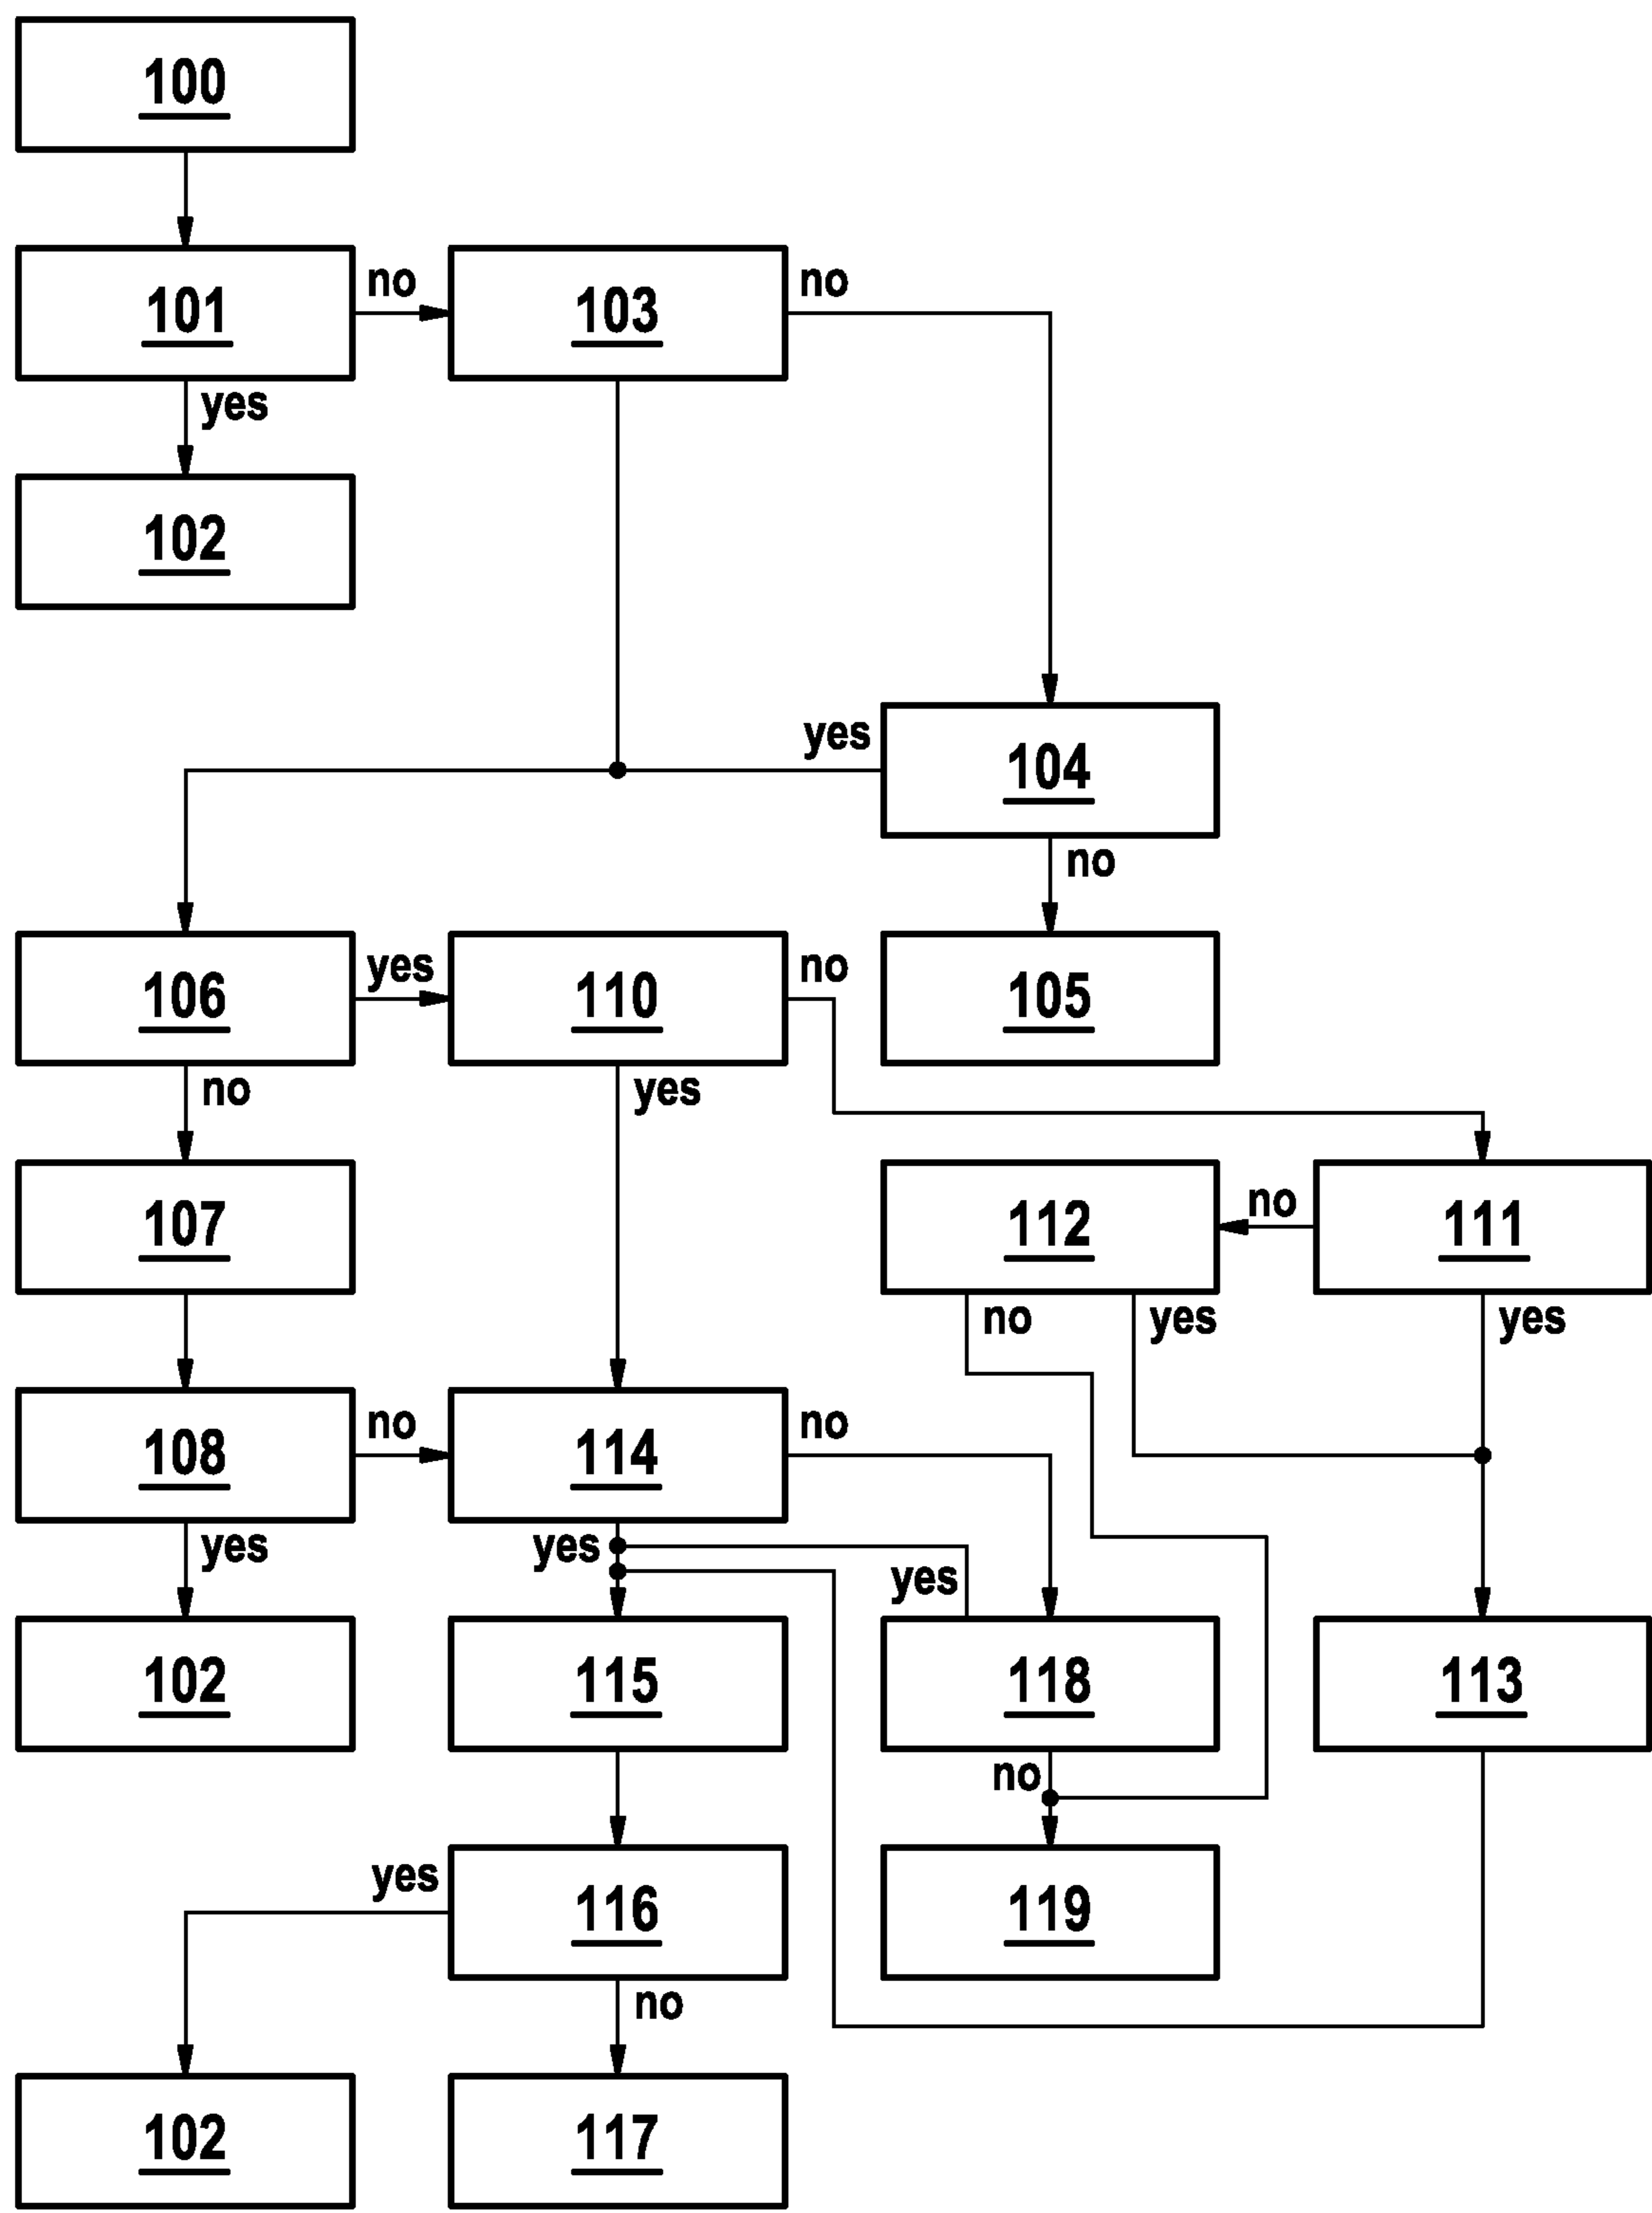 100
101
no
103
no
yes
102
yes
104
no
106
yes
110
no
105
no
yes
107
112
no
111
no
yes
yes
108
no
114
no
yes
yes
yes
102
115
118
113
no
yes
116
119
no
102
117